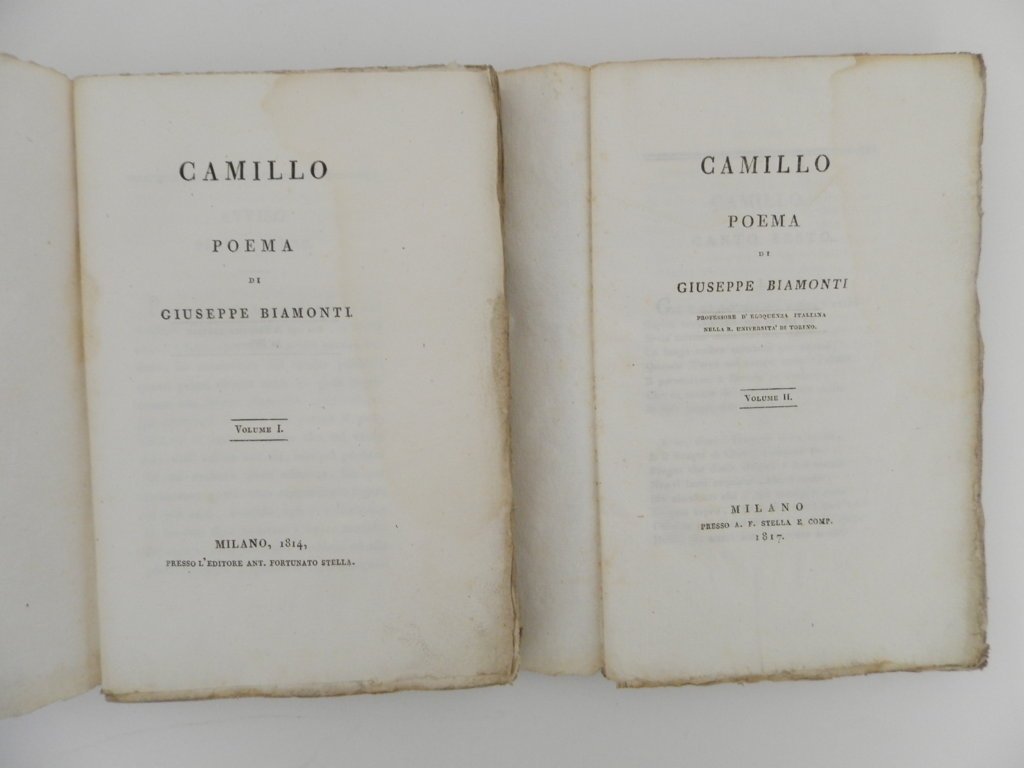 CAMILLO
POEMA
DI
GIUSEPPE BIAMONTI.
VOLUME I.
MILANO, 1814,
PRESSO L'EDITORE ANT. FORTUNATO STELLA.
CAMILLO
POEMA
DI
GIUSEPPE BIAMONTI
PROFESSORE D'ELOQUENZA ITALIANA
NELLA R. UNIVERSITA' DI TORINO.
VOLUME II.
MILANO
PRESSO A. F. STELLA E COMP.
1817.